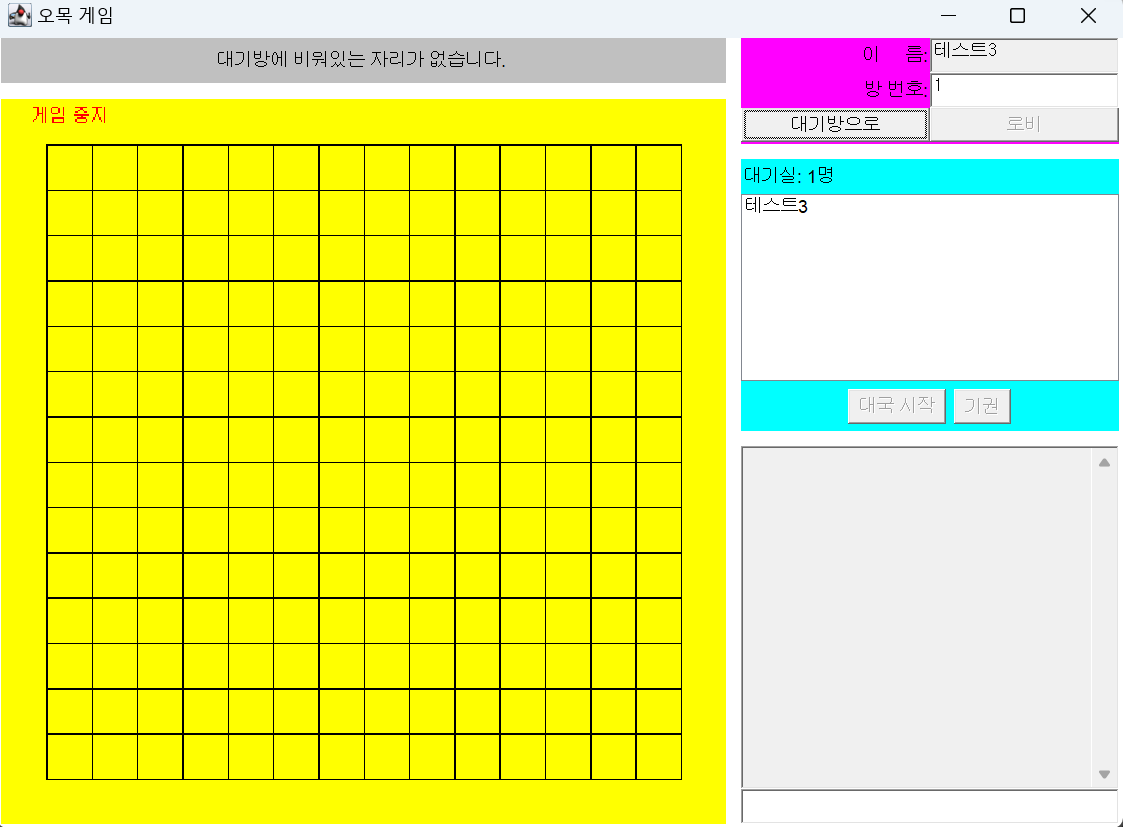 오목 게임
대기방에 비워있는 자리가 없습니다.
게임 중지
이 름: 테스트3
방 번호: 1
대기방으로 로비
대기실: 1명
테스트3
대국 시작 기권